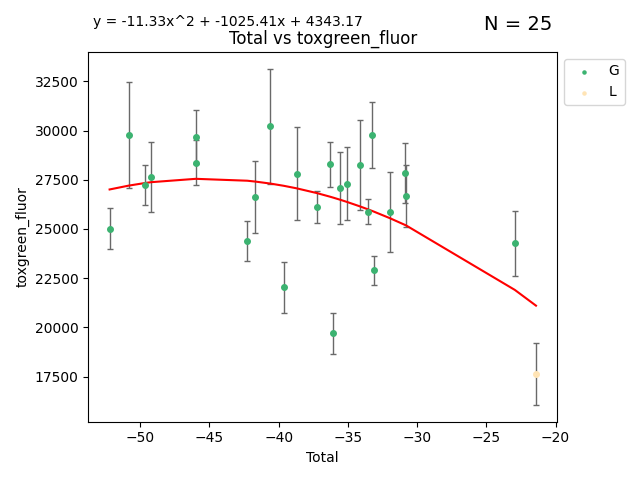 y = -11.33x^2 + -1025.41x + 4343.17
N = 25
Total vs toxgreen_fluor
32500
30000
27500
25000
22500
20000
17500
toxgreen_fluor
−50
−45
−40
−35
−30
−25
−20
Total
G
L